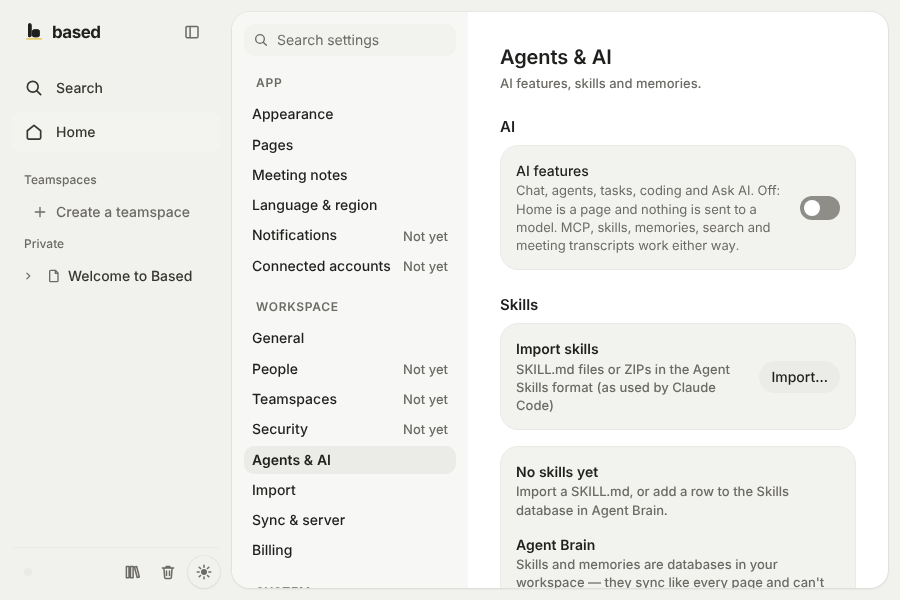 based
Search
Home
Teamspaces
Create a teamspace
Private
Welcome to Based
Search settings
APP
Appearance
Pages
Meeting notes
Language & region
Notifications Not yet
Connected accounts Not yet
WORKSPACE
General
People Not yet
Teamspaces Not yet
Security Not yet
Agents & AI
Import
Sync & server
Billing
Agents & AI
AI features, skills and memories.
AI
AI features
Chat, agents, tasks, coding and Ask AI. Off:
Home is a page and nothing is sent to a
model. MCP, skills, memories, search and
meeting transcripts work either way.
Skills
Import skills
SKILL.md files or ZIPs in the Agent
Skills format (as used by Claude
Code)
Import...
No skills yet
Import a SKILL.md, or add a row to the Skills
database in Agent Brain.
Agent Brain
Skills and memories are databases in your
workspace — they sync like every page and can't